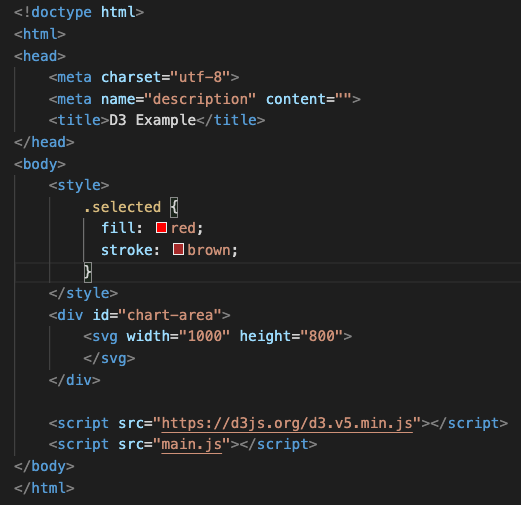 <!doctype html>
<html>
<head>
    <meta charset="utf-8">
    <meta name="description" content="">
    <title>D3 Example</title>
</head>
<body>
    <style>
        .selected {
          fill: red;
          stroke: brown;
        }
    </style>
    <div id="chart-area">
        <svg width="1000" height="800">
        </svg>
    </div>

    <script src="https://d3js.org/d3.v5.min.js"></script>
    <script src="main.js"></script>
</body>
</html>